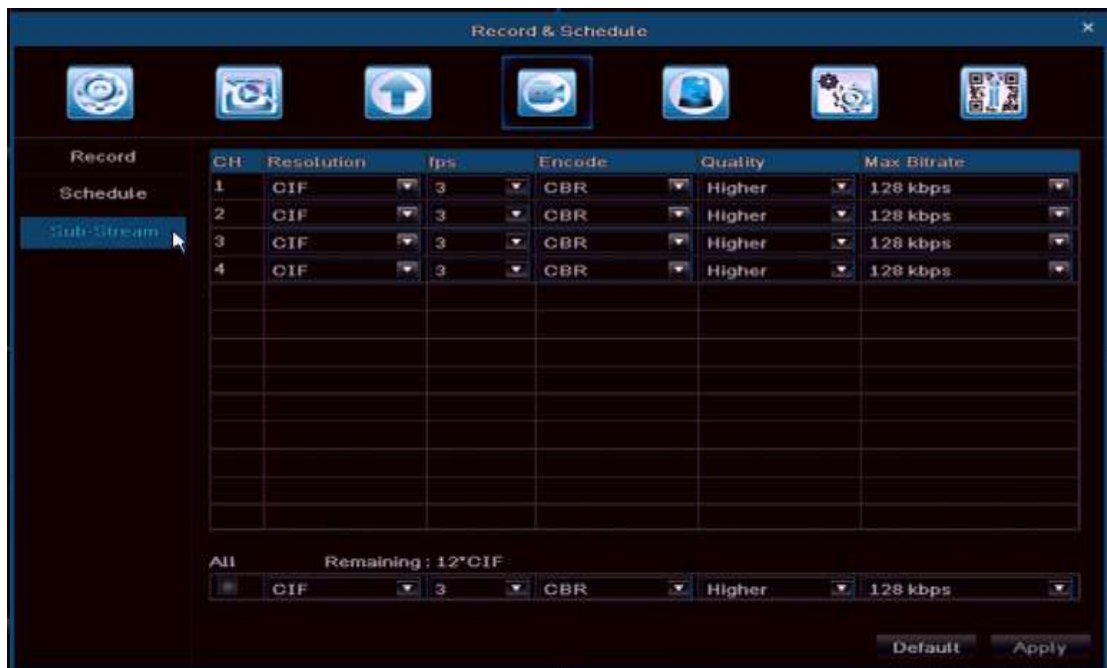 Record & Schedule
×
Record
Schedule
Sub-Stream
CH Resolution fps Encode Quality Max Bitrate
1 CIF 3 CBR Higher 128 kbps
2 CIF 3 CBR Higher 128 kbps
3 CIF 3 CBR Higher 128 kbps
4 CIF 3 CBR Higher 128 kbps
All Remaining : 12*CIF
CIF 3 CBR Higher 128 kbps
Default Apply